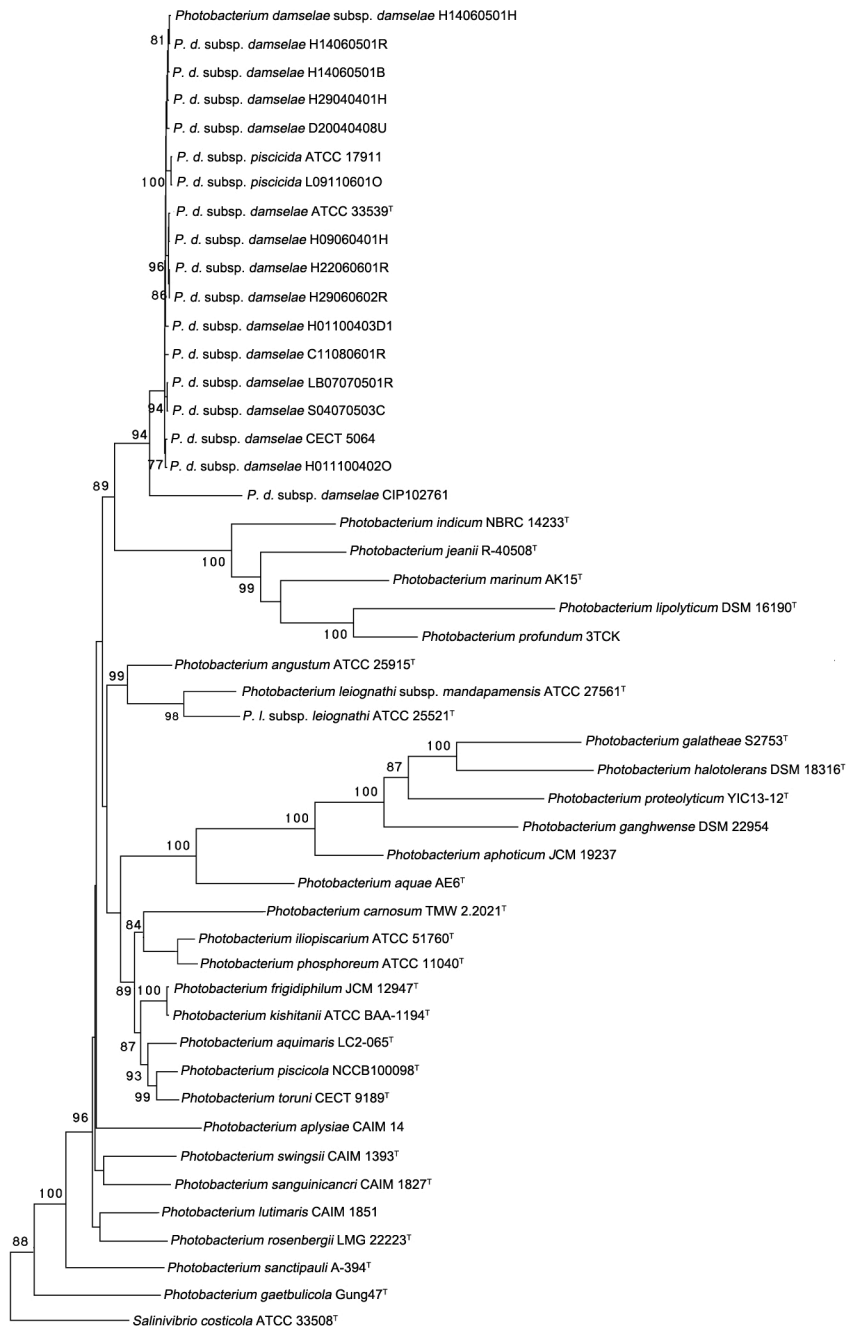 Photobacterium damselae subsp. damselae H14060501H
81
P. d. subsp. damselae H14060501R
P. d. subsp. damselae H14060501B
P. d. subsp. damselae H29040401H
P. d. subsp. damselae D20040408U
P. d. subsp. piscicida ATCC 17911
100
P. d. subsp. piscicida L09110601O
P. d. subsp. damselae ATCC 33539ᵀ
P. d. subsp. damselae H09060401H
96
P. d. subsp. damselae H22060601R
86
P. d. subsp. damselae H29060602R
P. d. subsp. damselae H01100403D1
P. d. subsp. damselae C11080601R
P. d. subsp. damselae LB07070501R
94
P. d. subsp. damselae S04070503C
94
P. d. subsp. damselae CECT 5064
77
P. d. subsp. damselae H011100402O
89
P. d. subsp. damselae CIP102761
Photobacterium indicum NBRC 14233ᵀ
100
Photobacterium jeanii R-40508ᵀ
99
Photobacterium marinum AK15ᵀ
Photobacterium lipolyticum DSM 16190ᵀ
100
Photobacterium profundum 3TCK
Photobacterium angustum ATCC 25915ᵀ
99
Photobacterium leiognathi subsp. mandapamensis ATCC 27561ᵀ
98
P. l. subsp. leiognathi ATCC 25521ᵀ
100
Photobacterium galatheae S2753ᵀ
87
Photobacterium halotolerans DSM 18316ᵀ
100
Photobacterium proteolyticum YIC13-12ᵀ
100
Photobacterium ganghwense DSM 22954
100
Photobacterium aphoticum JCM 19237
Photobacterium aquae AE6ᵀ
84
Photobacterium carnosum TMW 2.2021ᵀ
Photobacterium iliopiscarium ATCC 51760ᵀ
Photobacterium phosphoreum ATCC 11040ᵀ
89
100
Photobacterium frigidiphilum JCM 12947ᵀ
Photobacterium kishitanii ATCC BAA-1194ᵀ
87
Photobacterium aquimaris LC2-065ᵀ
93
Photobacterium piscicola NCCB100098ᵀ
99
Photobacterium toruni CECT 9189ᵀ
96
Photobacterium aplysiae CAIM 14
Photobacterium swingsii CAIM 1393ᵀ
Photobacterium sanguinicancri CAIM 1827ᵀ
100
Photobacterium lutimaris CAIM 1851
88
Photobacterium rosenbergii LMG 22223ᵀ
Photobacterium sanctipauli A-394ᵀ
Photobacterium gaetbulicola Gung47ᵀ
Salinivibrio costicola ATCC 33508ᵀ